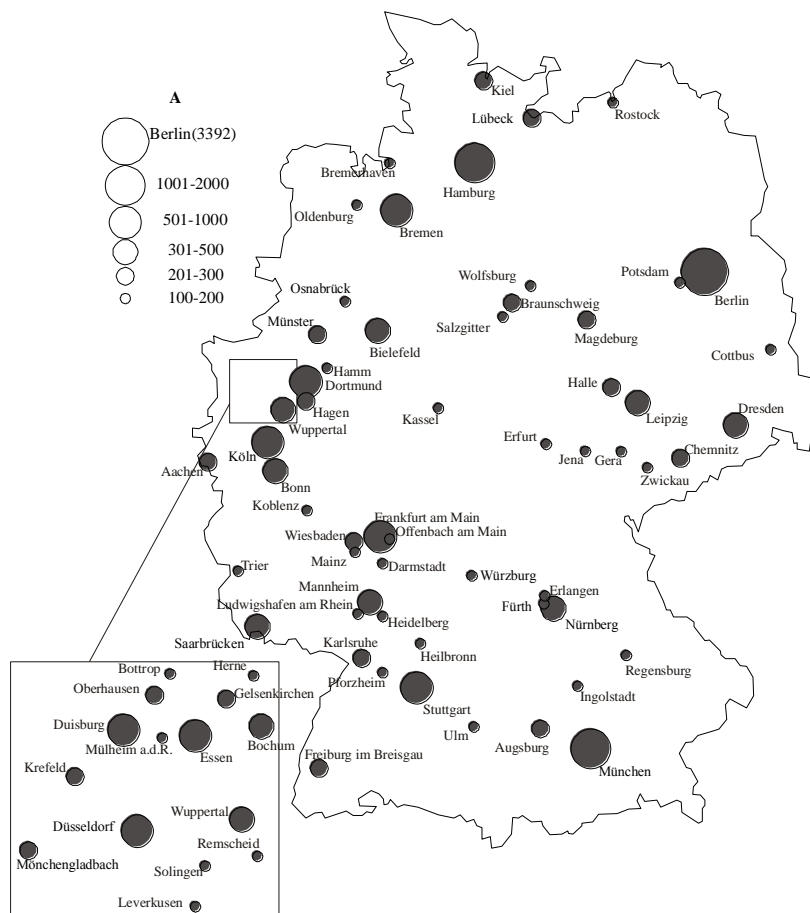 A
Berlin(3392)
1001-2000
501-1000
301-500
201-300
100-200
Kiel
Lübeck
Rostock
Bremerhaven
Hamburg
Oldenburg
Bremen
Wolfsburg
Potsdam
Berlin
Osnabrück
Braunschweig
Salzgitter
Magdeburg
Münster
Bielefeld
Cottbus
Hamm
Dortmund
Halle
Hagen
Kassel
Leipzig
Dresden
Wuppertal
Erfurt
Köln
Jena
Gera
Chemnitz
Aachen
Zwickau
Bonn
Koblenz
Frankfurt am Main
Offenbach am Main
Wiesbaden
Mainz
Darmstadt
Trier
Würzburg
Mannheim
Erlangen
Ludwigshafen am Rhein
Fürth
Heidelberg
Nürnberg
Saarbrücken
Karlsruhe
Heilbronn
Regensburg
Pforzheim
Ingolstadt
Stuttgart
Ulm
Augsburg
Freiburg im Breisgau
München
Bottrop
Herne
Oberhausen
Gelsenkirchen
Duisburg
Mülheim a.d.R.
Essen
Bochum
Krefeld
Wuppertal
Düsseldorf
Remscheid
Mönchengladbach
Solingen
Leverkusen